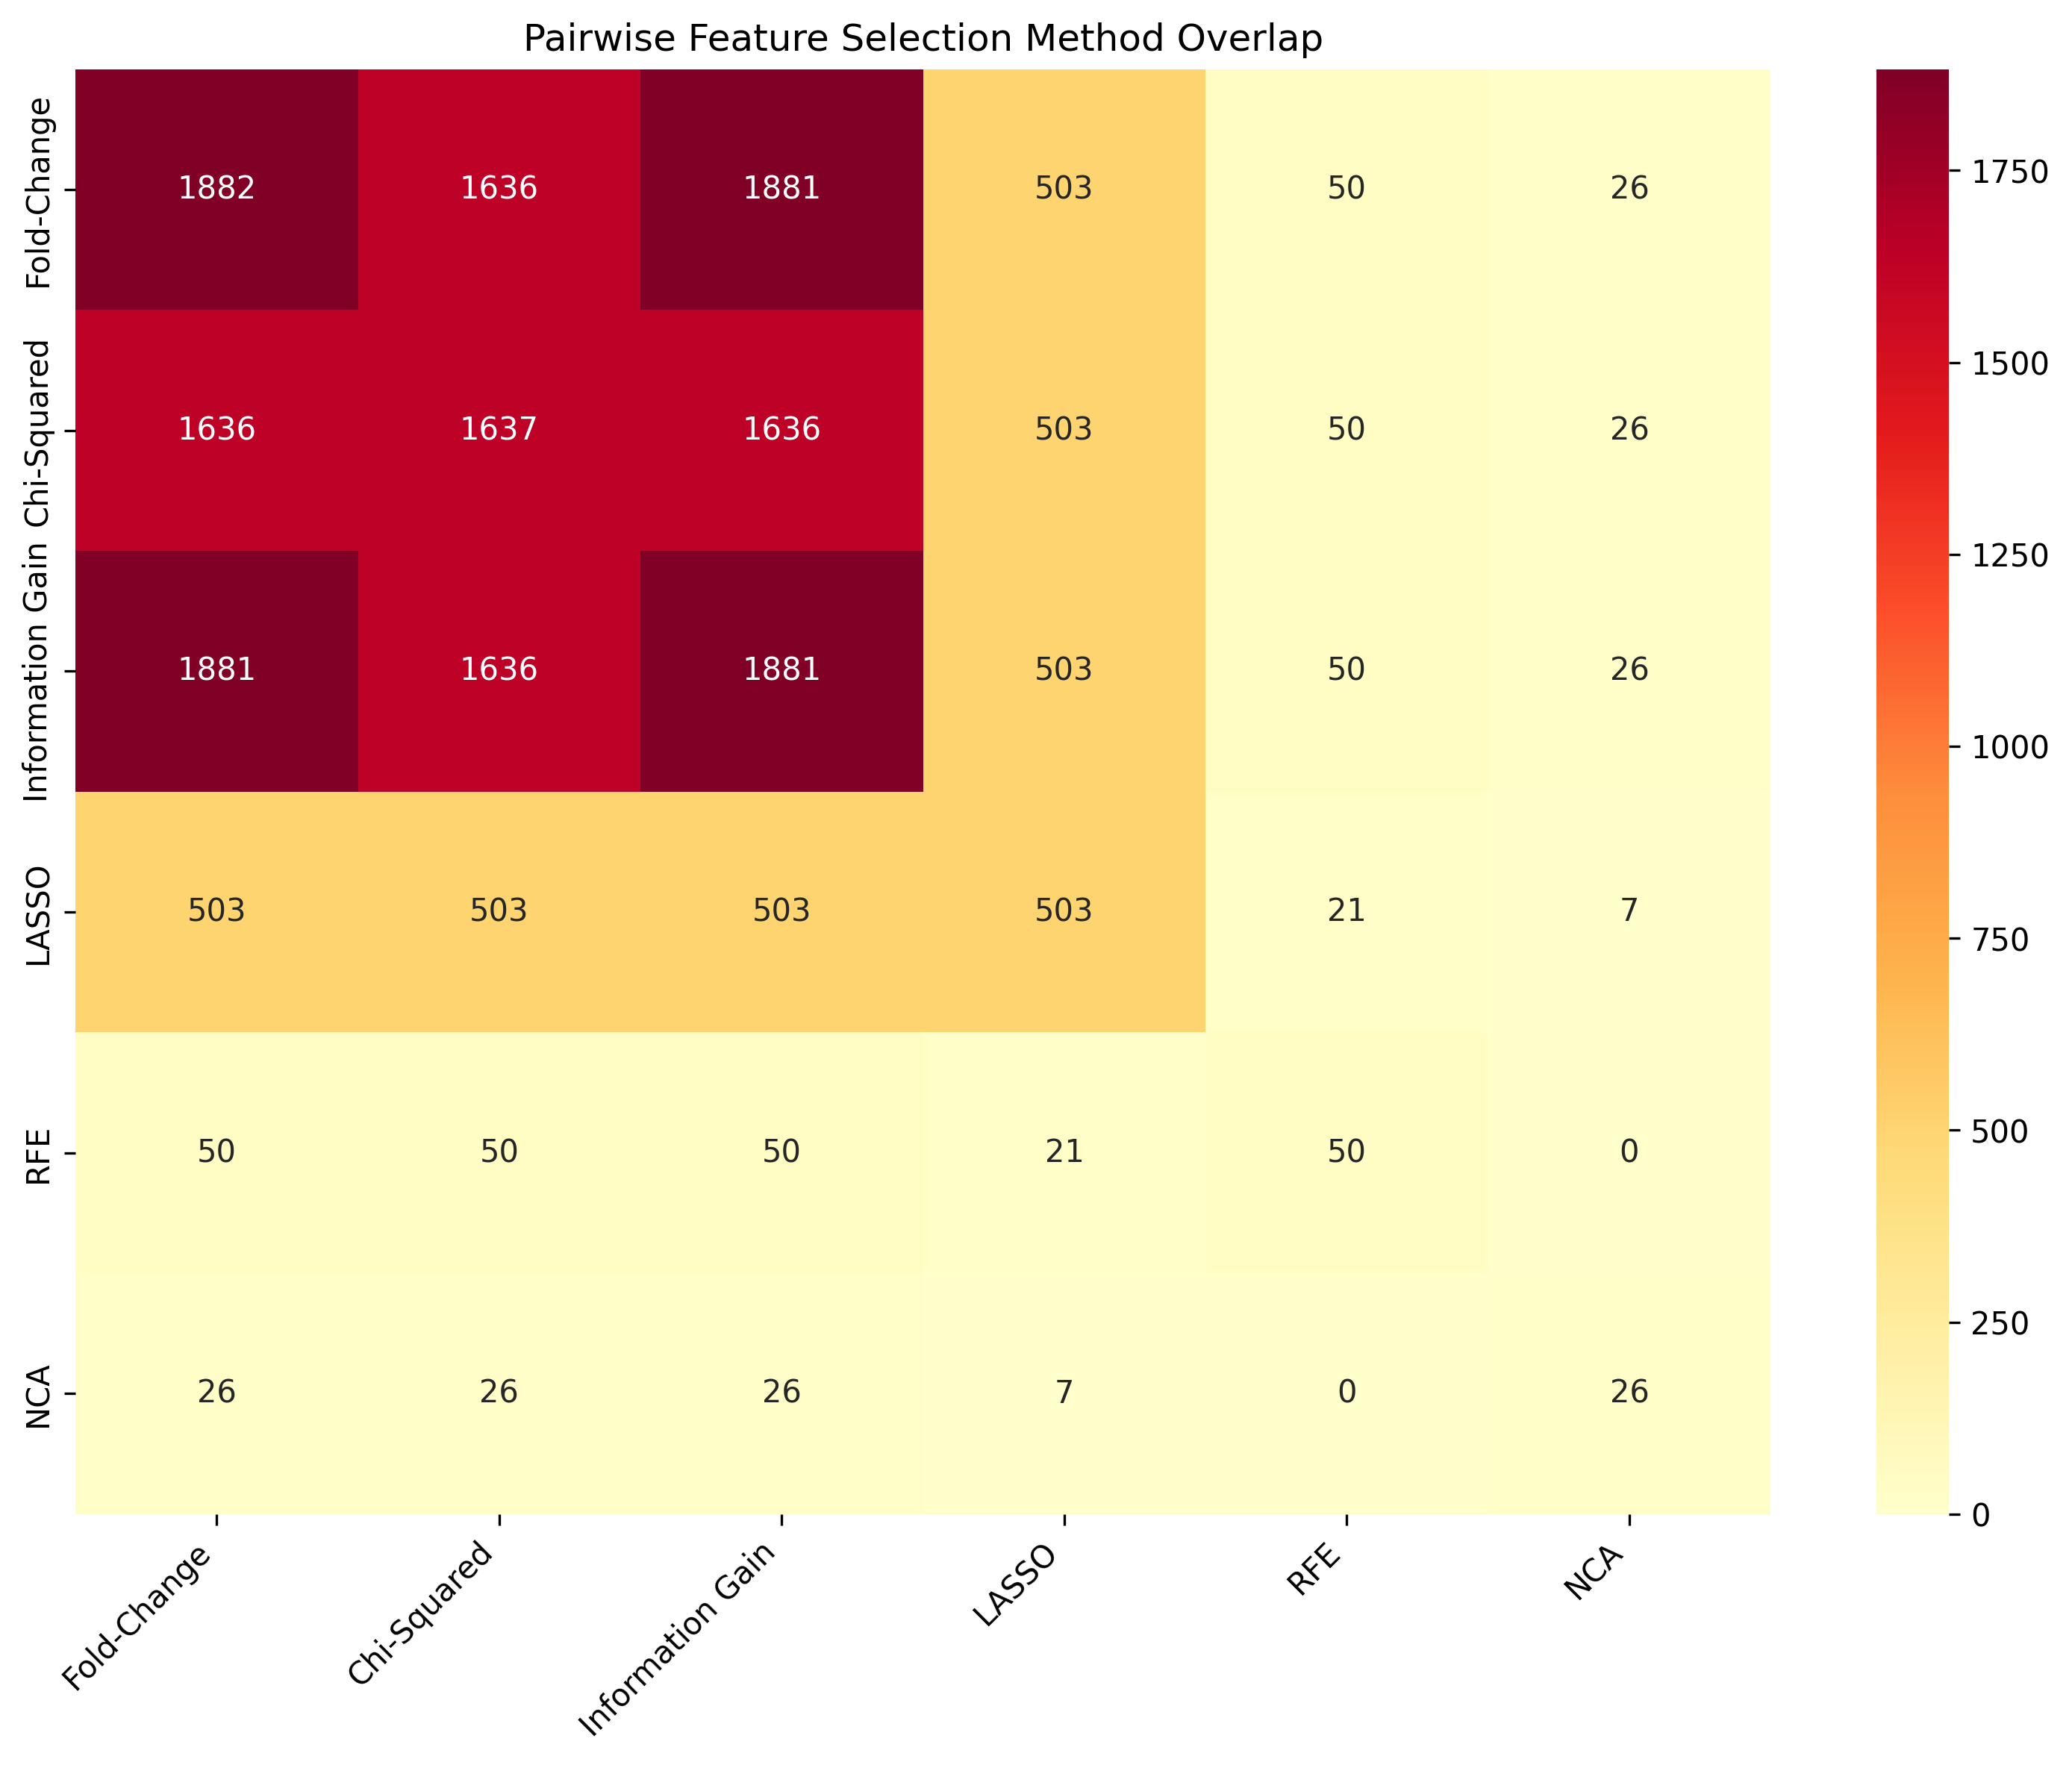 Pairwise Feature Selection Method Overlap
Fold-Change 1882 1636 1881 503 50 26
Chi-Squared 1636 1637 1636 503 50 26
Information Gain 1881 1636 1881 503 50 26
LASSO 503 503 503 503 21 7
RFE 50 50 50 21 50 0
NCA 26 26 26 7 0 26
Fold-Change Chi-Squared Information Gain LASSO RFE NCA
1750
1500
1250
1000
750
500
250
0